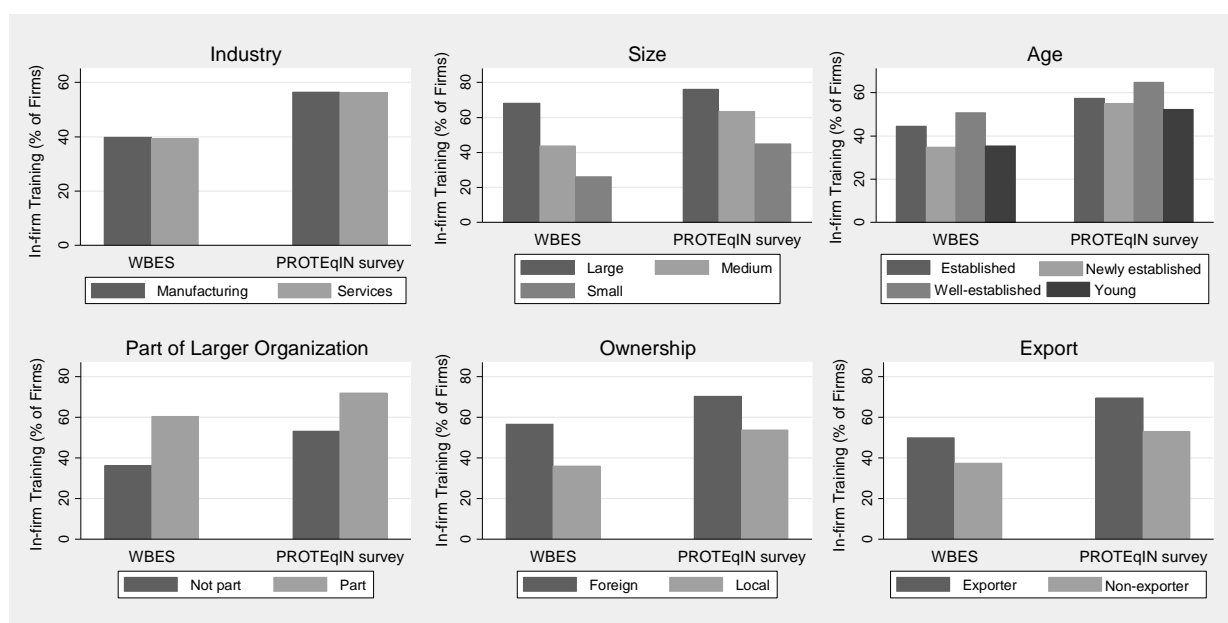 Industry
In-firm Training (% of Firms)
60
40
20
0
WBES
PROTEqIN survey
Manufacturing
Services
Size
In-firm Training (% of Firms)
80
60
40
20
0
WBES
PROTEqIN survey
Large
Medium
Small
Age
In-firm Training (% of Firms)
60
40
20
0
WBES
PROTEqIN survey
Established
Newly established
Well-established
Young
Part of Larger Organization
In-firm Training (% of Firms)
80
60
40
20
0
WBES
PROTEqIN survey
Not part
Part
Ownership
In-firm Training (% of Firms)
80
60
40
20
0
WBES
PROTEqIN survey
Foreign
Local
Export
In-firm Training (% of Firms)
80
60
40
20
0
WBES
PROTEqIN survey
Exporter
Non-exporter